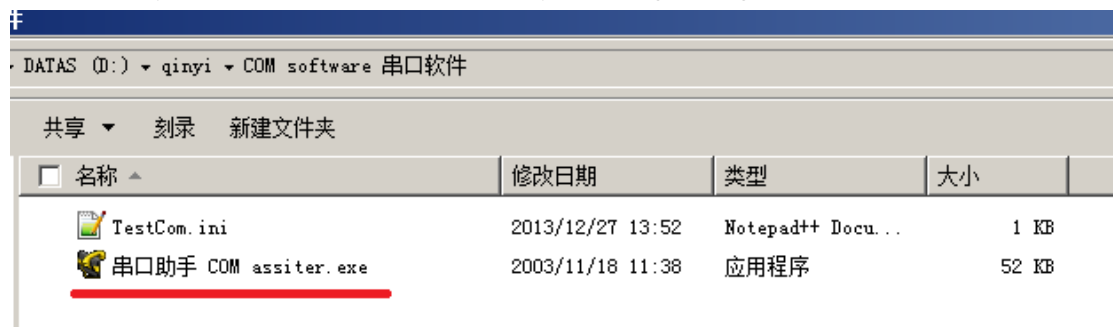 DATAS (D:) qinyi COM software 串口软件
共享 刻录 新建文件夹
名称 修改日期 类型 大小
TestCom.ini 2013/12/27 13:52 Notepad++ Docu... 1 KB
串口助手 COM assiter.exe 2003/11/18 11:38 应用程序 52 KB